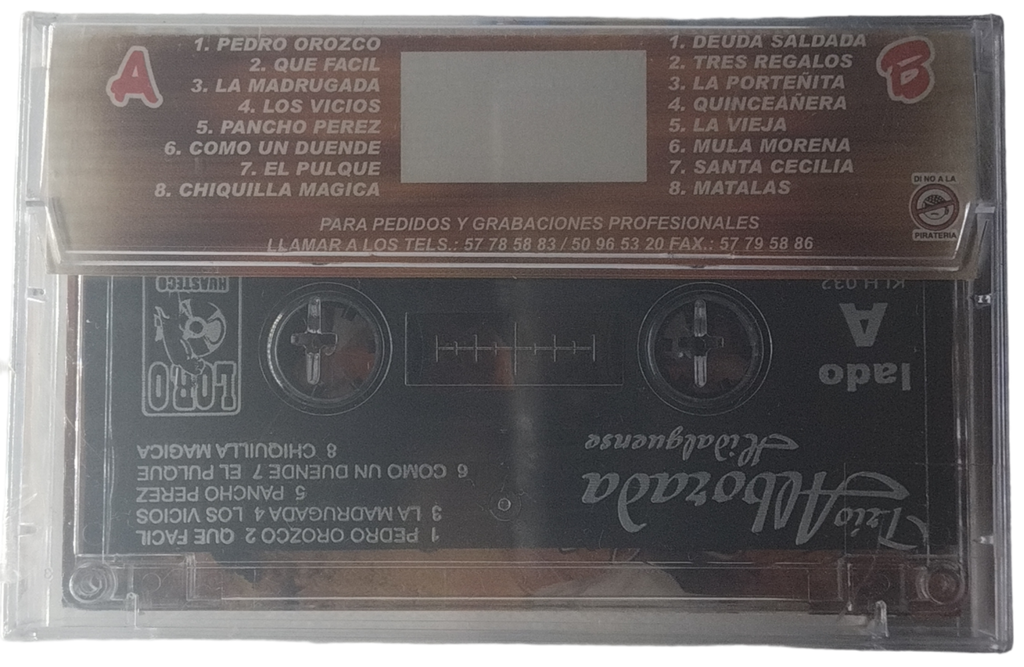 A
1. PEDRO OROZCO
2. QUE FACIL
3. LA MADRUGADA
4. LOS VICIOS
5. PANCHO PEREZ
6. COMO UN DUENDE
7. EL PULQUE
8. CHIQUILLA MAGICA
B
1. DEUDA SALDADA
2. TRES REGALOS
3. LA PORTEÑITA
4. QUINCEAÑERA
5. LA VIEJA
6. MULA MORENA
7. SANTA CECILIA
8. MATALAS
DI NO A LA
PIRATERIA
PARA PEDIDOS Y GRABACIONES PROFESIONALES
LLAMAR A LOS TELS.: 57 78 58 83 / 50 96 53 20 FAX.: 57 79 58 86
Trio Alborada
Hidalguense
1 PEDRO OROZCO 2 QUE FACIL
3 LA MADRUGADA 4 LOS VICIOS
5 PANCHO PEREZ
6 COMO UN DUENDE 7 EL PULQUE
8 CHIQUILLA MAGICA
lado
A
LORO
HUASTECO